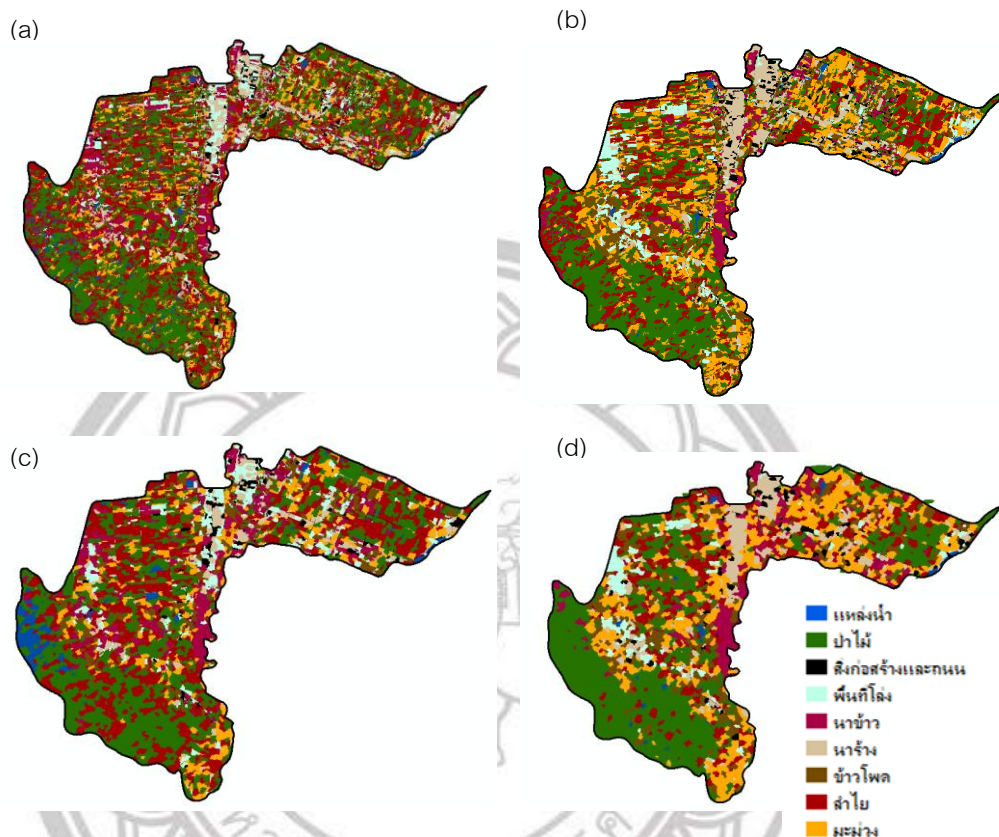 (a)
(b)
(c)
(d)
แหล่งน้ำ
ป่าไม้
สิ่งก่อสร้างและถนน
พื้นที่โล่ง
นาข้าว
นาร้าง
ข้าวโพด
ลำไย
มะม่วง